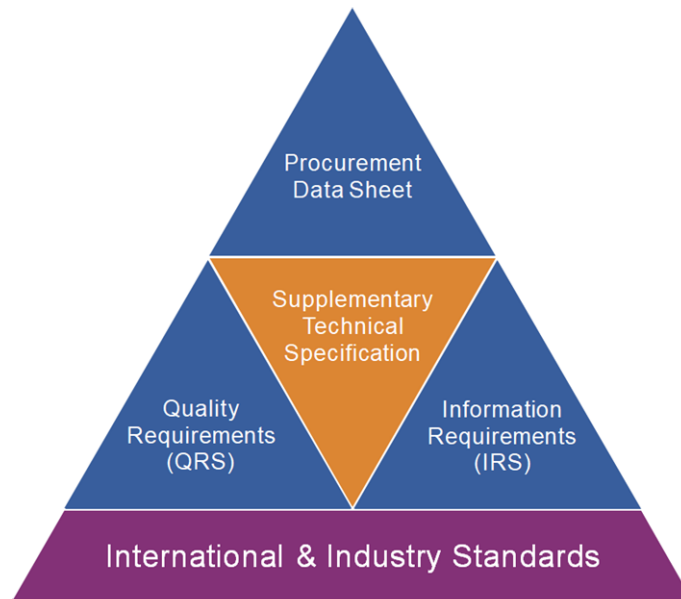 Procurement
Data Sheet
Supplementary
Technical
Specification
Quality
Requirements
(QRS)
Information
Requirements
(IRS)
International & Industry Standards